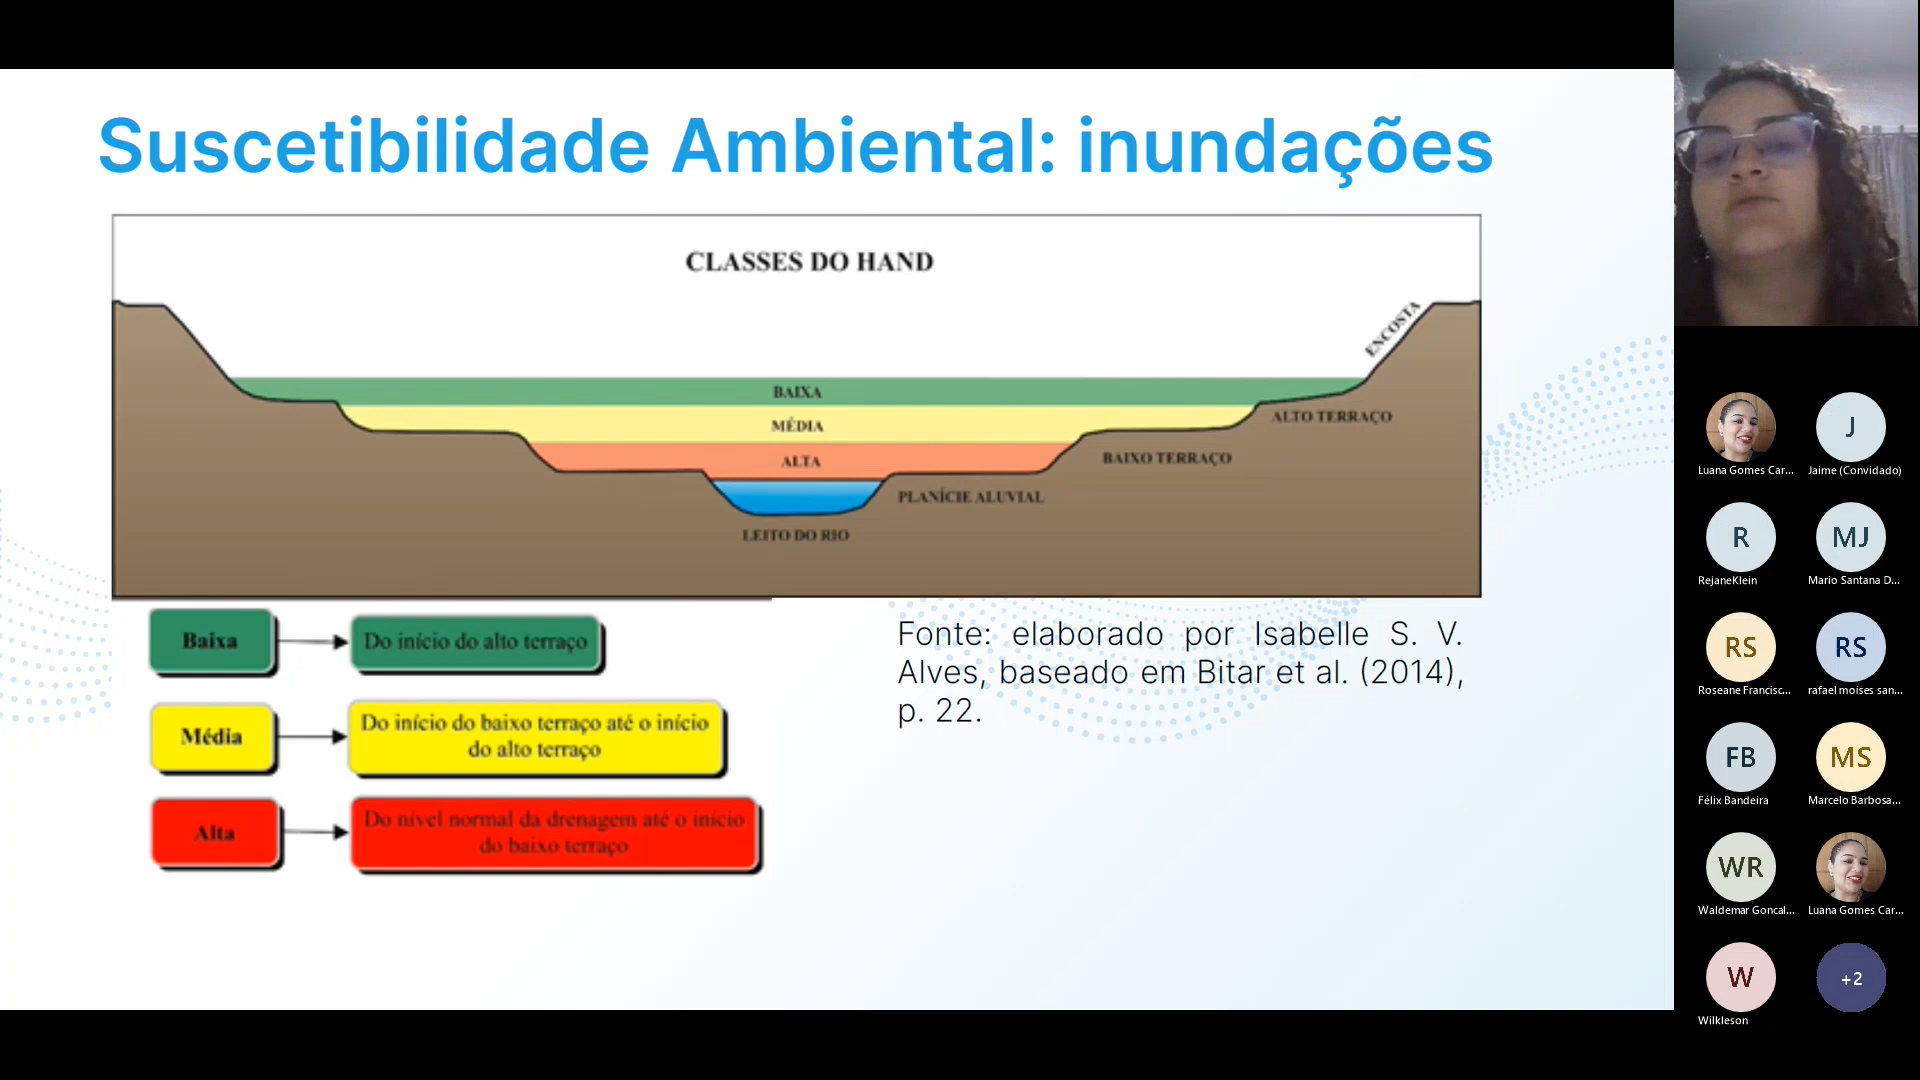 Suscetibilidade Ambiental: inundações
CLASSES DO HAND
ENCOSTA
BAIXA
MÉDIA
ALTO TERRAÇO
ALTA
BAIXO TERRAÇO
PLANÍCIE ALUVIAL
LEITO DO RIO
Baixa
Do início do alto terraço
Média
Do início do baixo terraço até o início
do alto terraço
Alta
Do nível normal da drenagem até o início
do baixo terraço
Fonte: elaborado por Isabelle S. V.
Alves, baseado em Bitar et al. (2014),
p. 22.
J
Luana Gomes Car...
Jaime (Convidado)
R
MJ
RejaneKlein
Mario Santana D...
RS
RS
Roseane Francisc...
rafael moises san...
FB
MS
Félix Bandeira
Marcelo Barbosa...
WR
Waldemar Goncal...
Luana Gomes Car...
W
+2
Wilkleson